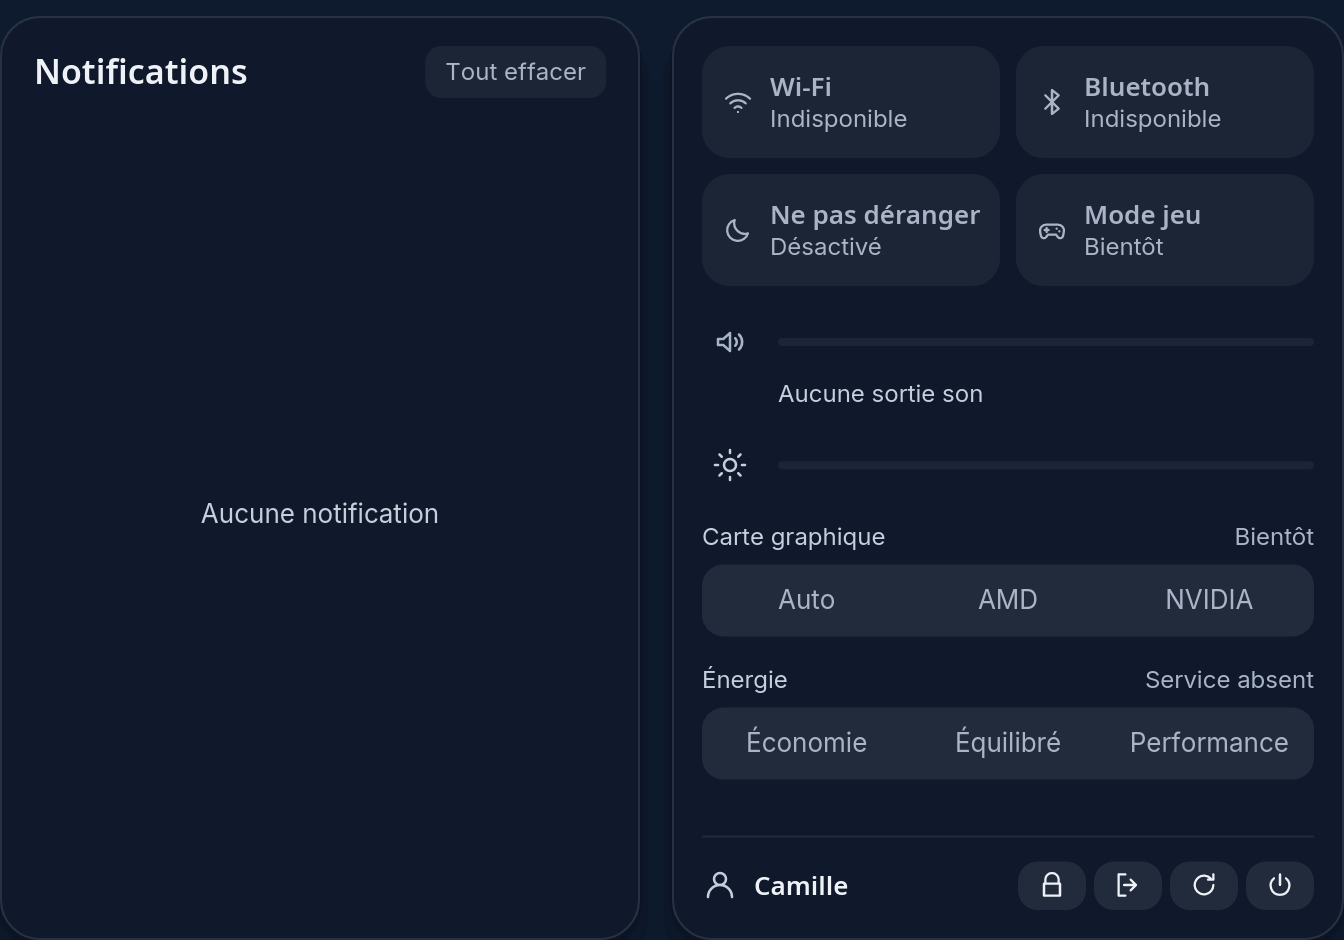 Notifications
Tout effacer
Aucune notification
Wi-Fi
Indisponible
Bluetooth
Indisponible
Ne pas déranger
Désactivé
Mode jeu
Bientôt
Aucune sortie son
Carte graphique
Bientôt
Auto
AMD
NVIDIA
Énergie
Service absent
Économie
Équilibré
Performance
Camille